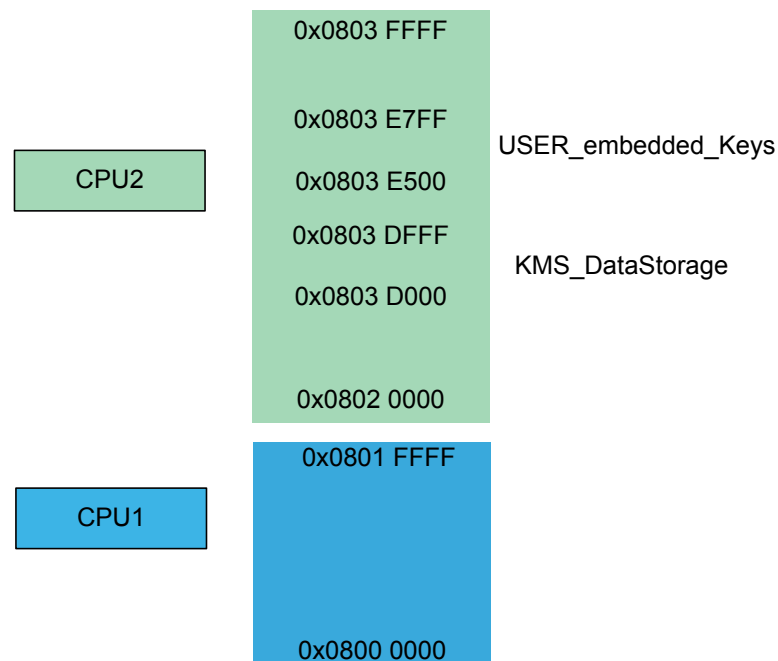 0x0803 FFFF
0x0803 E7FF
USER_embedded_Keys
CPU2
0x0803 E500
0x0803 DFFF
KMS_DataStorage
0x0803 D000
0x0802 0000
0x0801 FFFF
CPU1
0x0800 0000